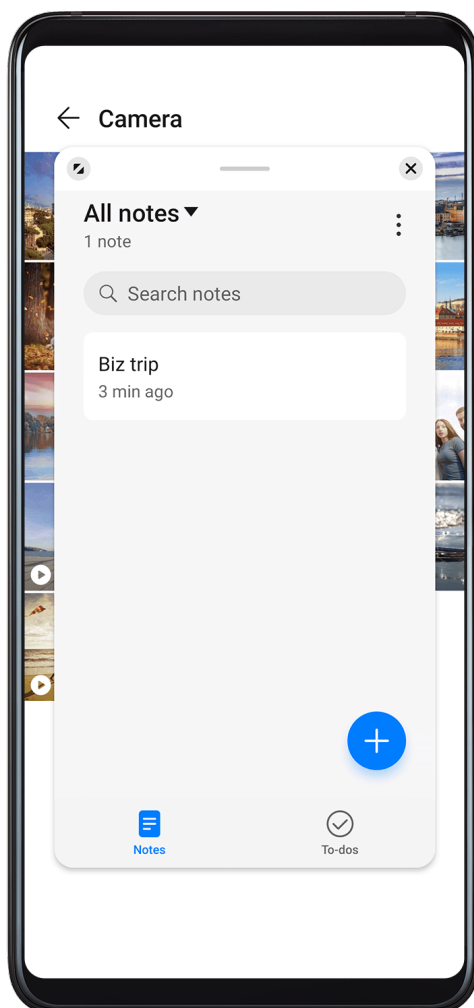 Camera
All notes
1 note
Search notes
Biz trip
3 min ago
Notes
To-dos